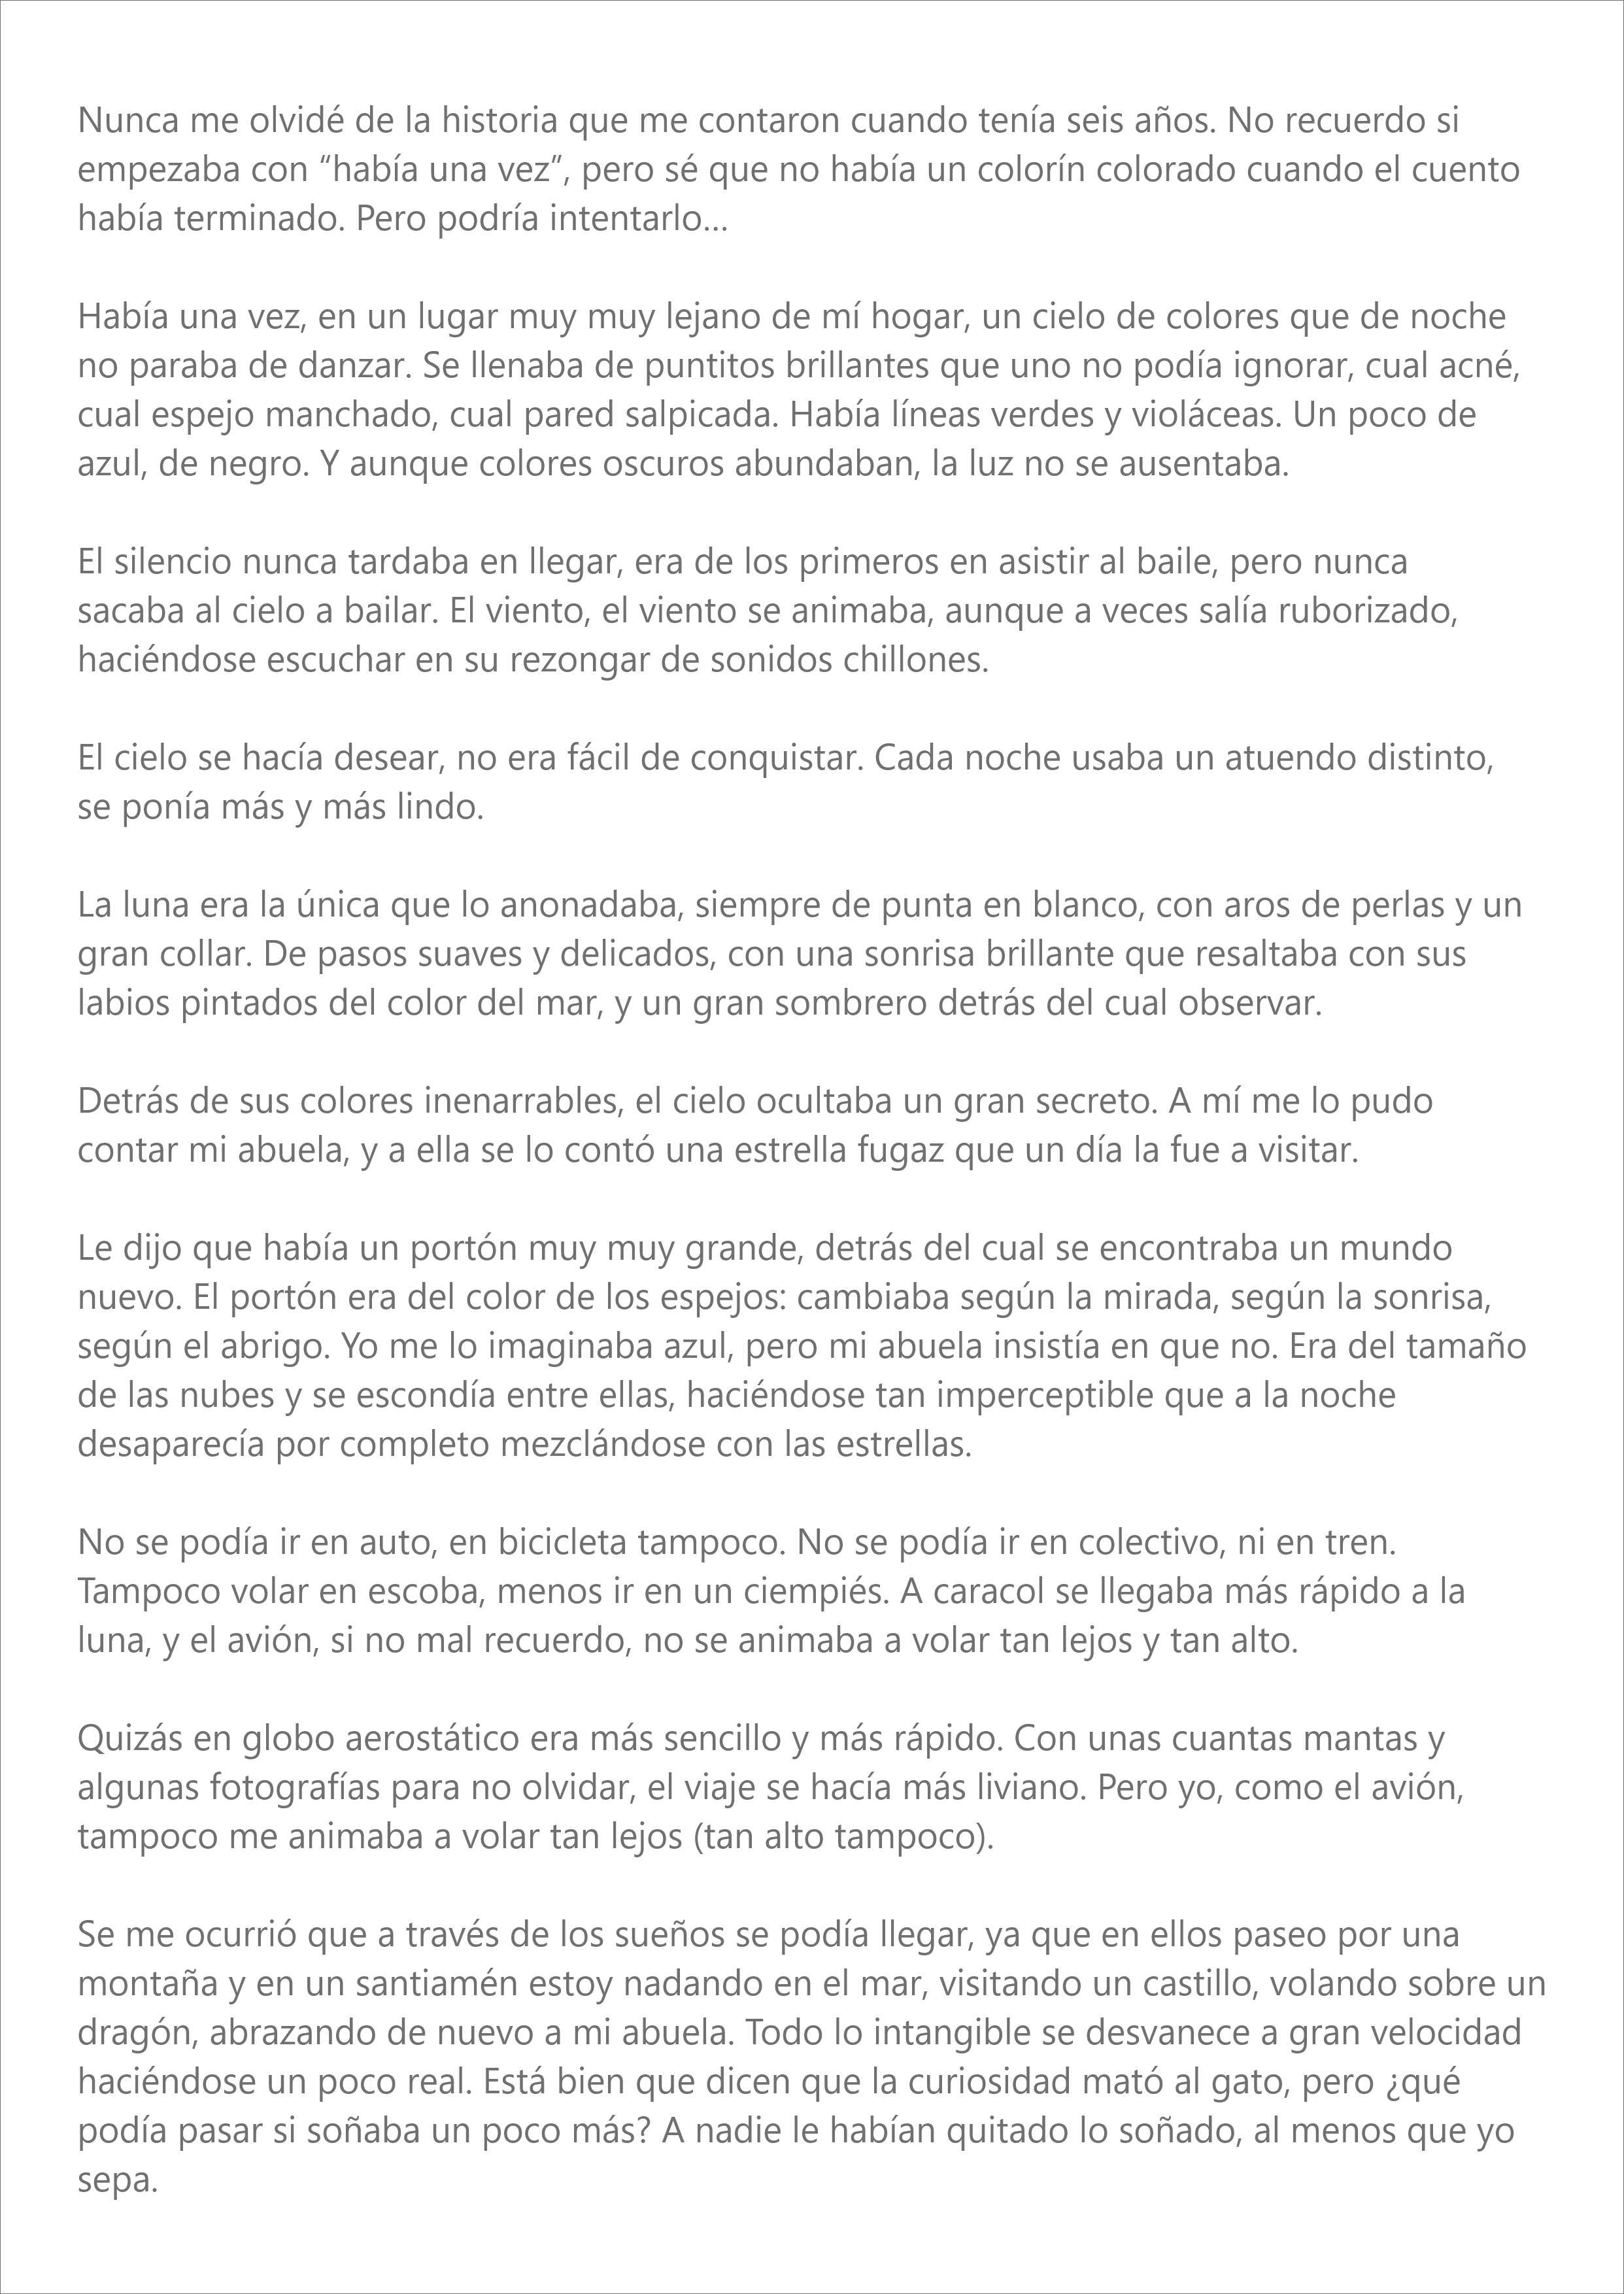 Nunca me olvidé de la historia que me contaron cuando tenía seis años. No recuerdo si
empezaba con “había una vez”, pero sé que no había un colorín colorado cuando el cuento
había terminado. Pero podría intentarlo...
Había una vez, en un lugar muy muy lejano de mí hogar, un cielo de colores que de noche
no paraba de danzar. Se llenaba de puntitos brillantes que uno no podía ignorar, cual acné,
cual espejo manchado, cual pared salpicada. Había líneas verdes y violáceas. Un poco de
azul, de negro. Y aunque colores oscuros abundaban, la luz no se ausentaba.
El silencio nunca tardaba en llegar, era de los primeros en asistir al baile, pero nunca
sacaba al cielo a bailar. El viento, el viento se animaba, aunque a veces salía ruborizado,
haciéndose escuchar en su rezongar de sonidos chillones.
El cielo se hacía desear, no era fácil de conquistar. Cada noche usaba un atuendo distinto,
se ponía más y más lindo.
La luna era la única que lo anonadaba, siempre de punta en blanco, con aros de perlas y un
gran collar. De pasos suaves y delicados, con una sonrisa brillante que resaltaba con sus
labios pintados del color del mar, y un gran sombrero detrás del cual observar.
Detrás de sus colores inenarrables, el cielo ocultaba un gran secreto. A mí me lo pudo
contar mi abuela, y a ella se lo contó una estrella fugaz que un día la fue a visitar.
Le dijo que había un portón muy muy grande, detrás del cual se encontraba un mundo
nuevo. El portón era del color de los espejos: cambiaba según la mirada, según la sonrisa,
según el abrigo. Yo me lo imaginaba azul, pero mi abuela insistía en que no. Era del tamaño
de las nubes y se escondía entre ellas, haciéndose tan imperceptible que a la noche
desaparecía por completo mezclándose con las estrellas.
No se podía ir en auto, en bicicleta tampoco. No se podía ir en colectivo, ni en tren.
Tampoco volar en escoba, menos ir en un ciempiés. A caracol se llegaba más rápido a la
luna, y el avión, si no mal recuerdo, no se animaba a volar tan lejos y tan alto.
Quizás en globo aerostático era más sencillo y más rápido. Con unas cuantas mantas y
algunas fotografías para no olvidar, el viaje se hacía más liviano. Pero yo, como el avión,
tampoco me animaba a volar tan lejos (tan alto tampoco).
Se me ocurrió que a través de los sueños se podía llegar, ya que en ellos paseo por una
montaña y en un santiamén estoy nadando en el mar, visitando un castillo, volando sobre un
dragón, abrazando de nuevo a mi abuela. Todo lo intangible se desvanece a gran velocidad
haciéndose un poco real. Está bien que dicen que la curiosidad mató al gato, pero ¿qué
podía pasar si soñaba un poco más? A nadie le habían quitado lo soñado, al menos que yo
sepa.